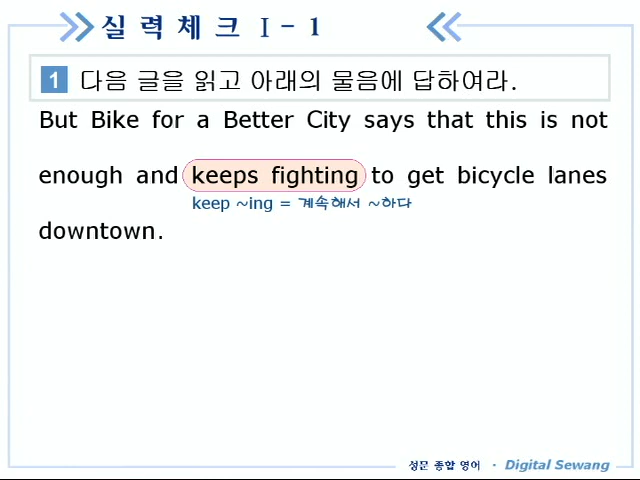 실력체크 I - 1
1 다음 글을 읽고 아래의 물음에 답하여라.
But Bike for a Better City says that this is not
enough and keeps fighting to get bicycle lanes
keep ~ing = 계속해서 ~하다
downtown.
성문 종합 영어 · Digital Sewang